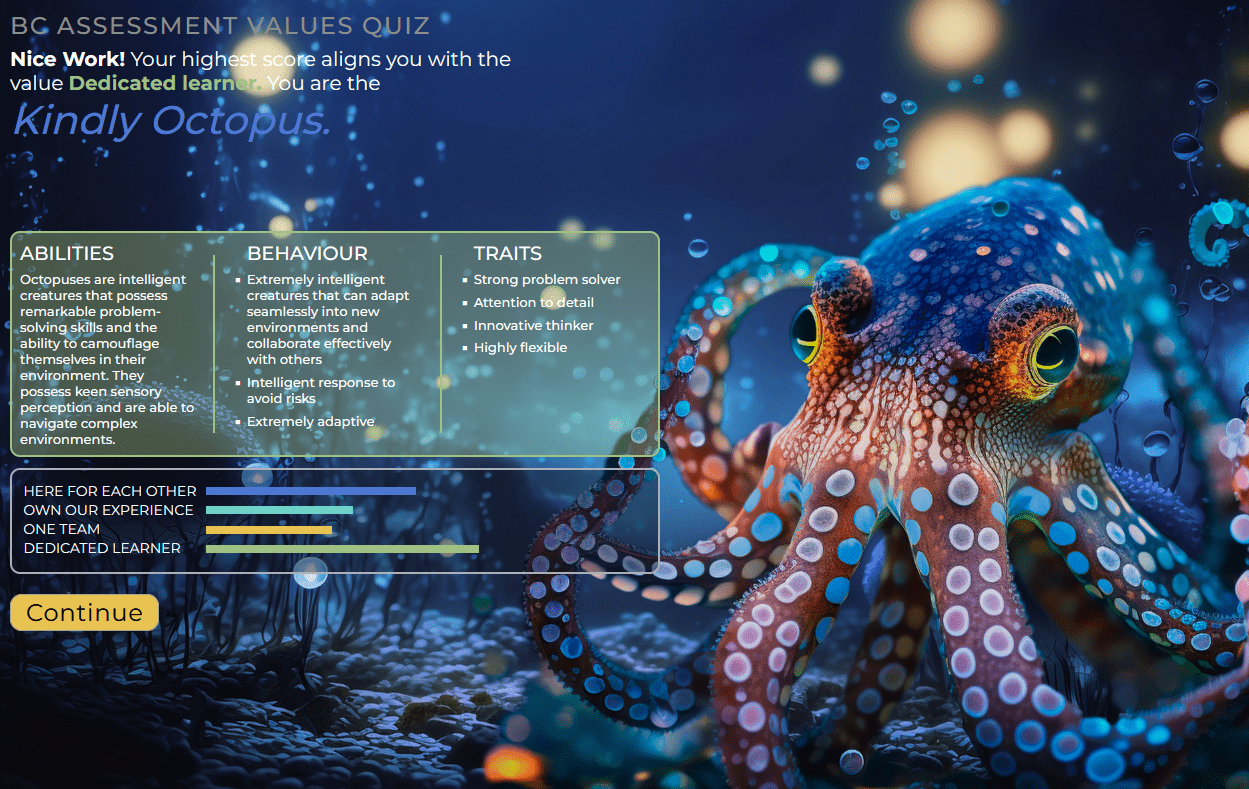 BC ASSESSMENT VALUES QUIZ
Nice Work! Your highest score aligns you with the
value Dedicated learner. You are the
Kindly Octopus.
ABILITIES
Octopuses are intelligent
creatures that possess
remarkable problem-
solving skills and the
ability to camouflage
themselves in their
environment. They
possess keen sensory
perception and are able to
navigate complex
environments.
BEHAVIOUR
▪ Extremely intelligent
creatures that can adapt
seamlessly into new
environments and
collaborate effectively
with others
▪ Intelligent response to
avoid risks
▪ Extremely adaptive
TRAITS
▪ Strong problem solver
▪ Attention to detail
▪ Innovative thinker
▪ Highly flexible
HERE FOR EACH OTHER
OWN OUR EXPERIENCE
ONE TEAM
DEDICATED LEARNER
Continue